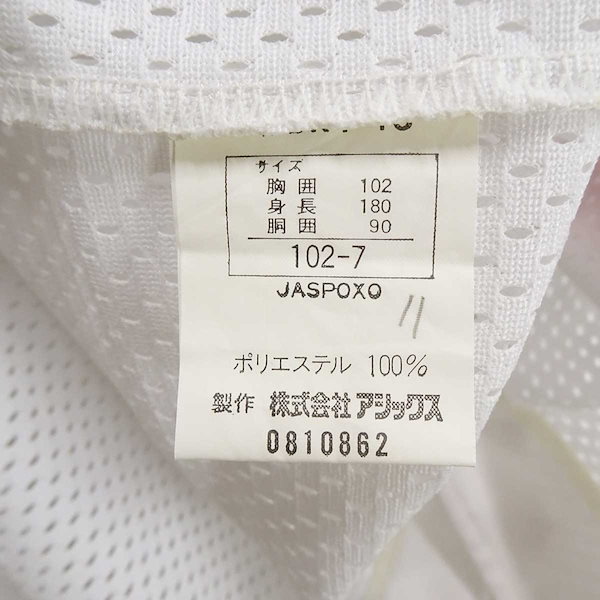 サイズ
胸囲 102
身長 180
胴囲 90
102-7
JASPOXO
11
ポリエステル 100%
製作 株式会社 アシックス
0810862